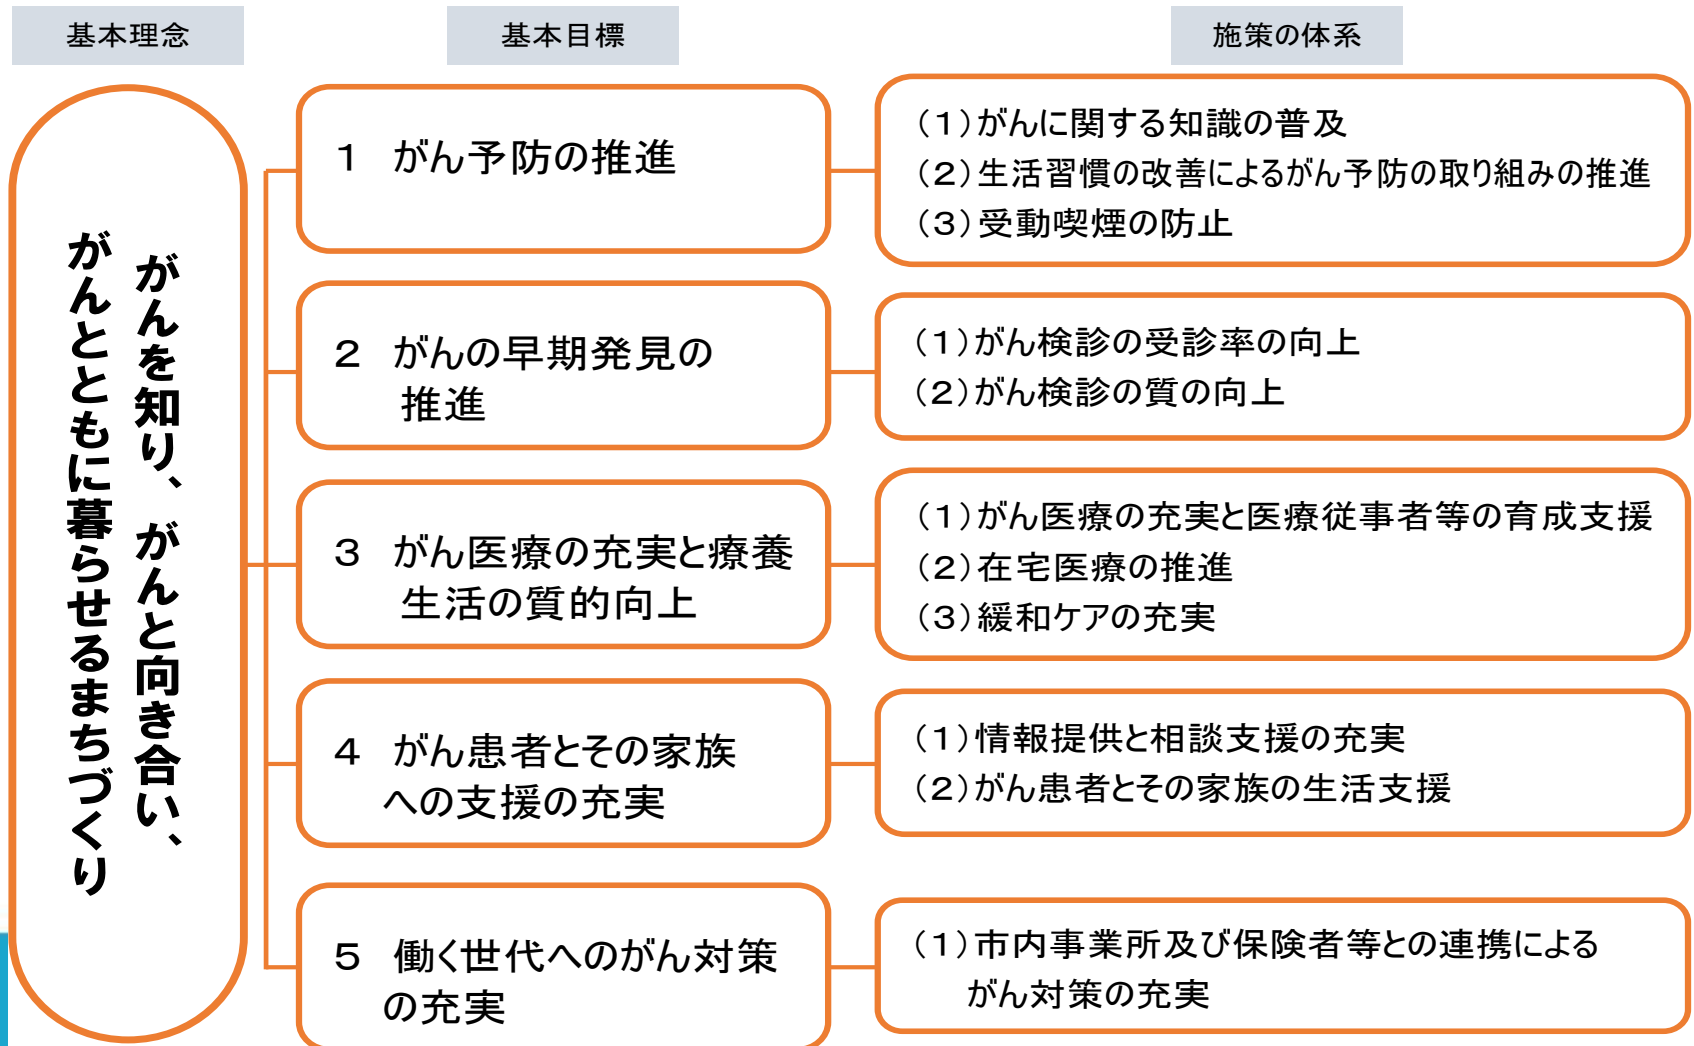 基本理念
基本目標
施策の体系
がんを知り、がんと向き合い、
がんとともに暮らせるまちづくり
1 がん予防の推進
(1)がんに関する知識の普及
(2)生活習慣の改善によるがん予防の取り組みの推進
(3)受動喫煙の防止
2 がんの早期発見の
推進
(1)がん検診の受診率の向上
(2)がん検診の質の向上
3 がん医療の充実と療養
生活の質的向上
(1)がん医療の充実と医療従事者等の育成支援
(2)在宅医療の推進
(3)緩和ケアの充実
4 がん患者とその家族
への支援の充実
(1)情報提供と相談支援の充実
(2)がん患者とその家族の生活支援
5 働く世代へのがん対策
の充実
(1)市内事業所及び保険者等との連携による
がん対策の充実